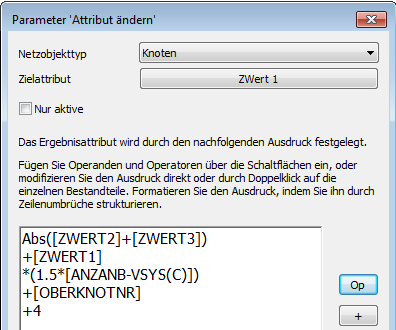 Parameter 'Attribut ändern'
Netzobjekttyp
Knoten
Zielattribut
ZWert 1
Nur aktive
Das Ergebnisattribut wird durch den nachfolgenden Ausdruck festgelegt.
Fügen Sie Operanden und Operatoren über die Schaltflächen ein, oder
modifizieren Sie den Ausdruck direkt oder durch Doppelklick auf die
einzelnen Bestandteile. Formatieren Sie den Ausdruck, indem Sie ihn durch
Zeilenumbrüche strukturieren.
Abs([ZWERT2]+[ZWERT3])
+[ZWERT1]
*(1.5*[ANZANB-VSYS(C)])
+[OBERKNOTNR]
+4
Op
+